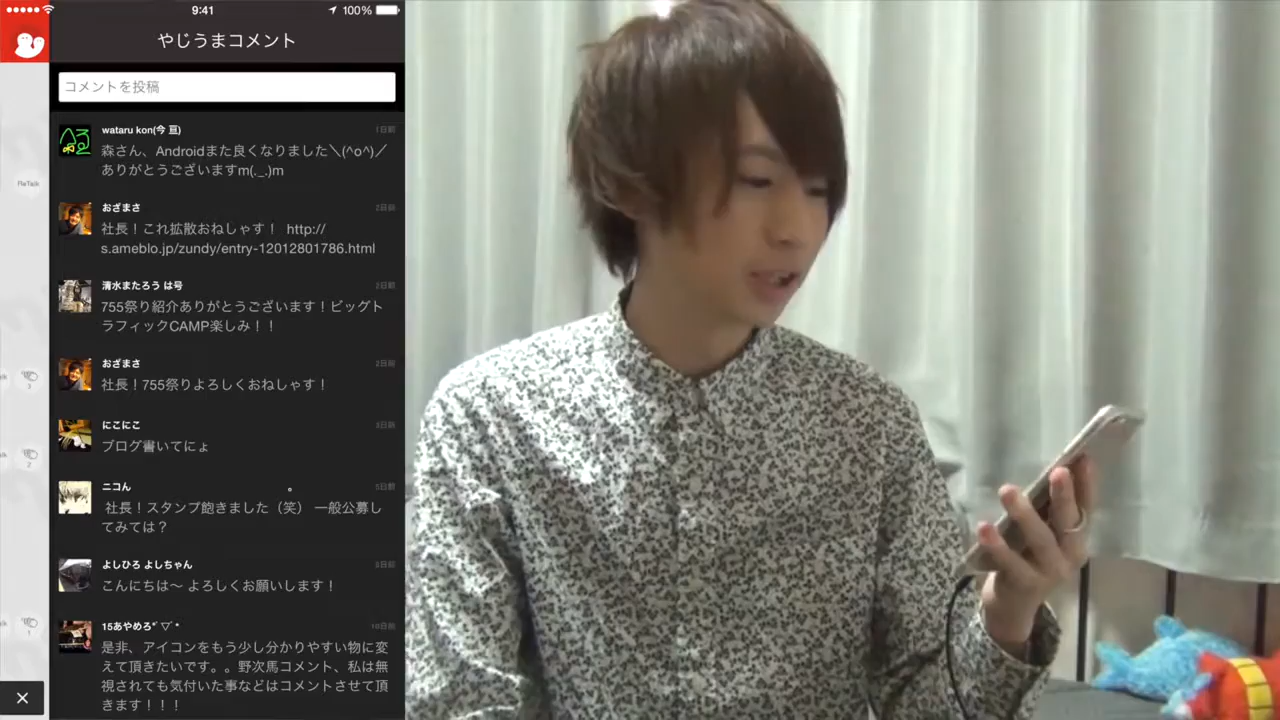 9:41
100%
やじうまコメント
コメントを投稿
wataru kon(今 亘)
1日前
森さん、Androidまた良くなりました＼(^o^)／
ありがとうございますm(._.)m
おざまさ
2日前
社長！これ拡散おねしゃす！ http://
s.ameblo.jp/zundy/entry-12012801786.html
清水またろう は号
2日前
755祭り紹介ありがとうございます！ビッグト
ラフィックCAMP楽しみ！！
おざまさ
2日前
社長！755祭りよろしくおねしゃす！
にこにこ
3日前
ブログ書いてにょ
ニコん 。
5日前
社長！スタンプ飽きました（笑） 一般公募し
てみては？
よしひろ よしちゃん
こんにちは〜 よろしくお願いします！
15あやめろ*ﾟ▽ﾟ*
10日前
是非、アイコンをもう少し分かりやすい物に変
えて頂きたいです。。野次馬コメント、私は無
視されても気付いた事などはコメントさせて頂
きます！！！
ReTalk
3
2
1